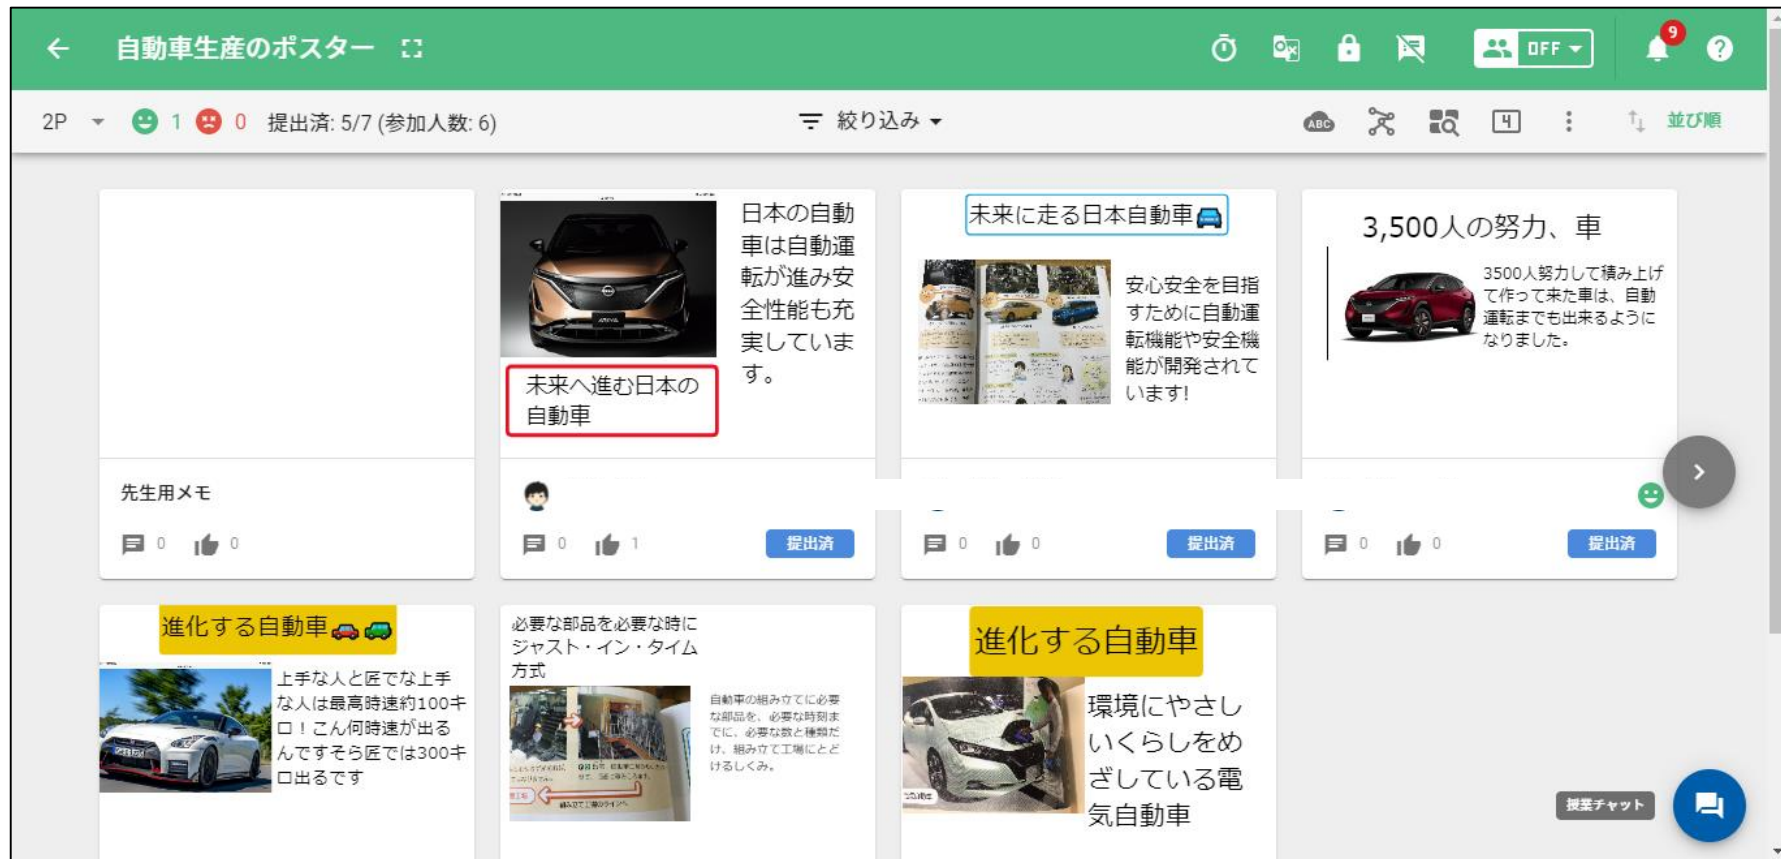 自動車生産のポスター
OFF
9
2P
1
0
提出済: 5/7 (参加人数: 6)
絞り込み
ABC
4
並び順
先生用メモ
0
0
未来へ進む日本の
自動車
日本の自動
車は自動運
転が進み安
全性能も充
実していま
す。
0
1
提出済
未来に走る日本自動車
安心安全を目指
すために自動運
転機能や安全機
能が開発されて
います!
0
0
提出済
3,500人の努力、車
3500人努力して積み上げ
て作って来た車は、自動
運転までも出来るように
なりました。
0
0
提出済
進化する自動車
上手な人と匠でな上手
な人は最高時速約100キ
ロ！こん何時速が出る
んですそら匠では300キ
ロ出るです
必要な部品を必要な時に
ジャスト・イン・タイム
方式
組み立て工場のラインへ
自動車の組み立てに必要
な部品を、必要な時刻ま
でに、必要な数と種類だ
け、組み立て工場にとど
けるしくみ。
進化する自動車
環境にやさし
いくらしをめ
ざしている電
気自動車
授業チャット